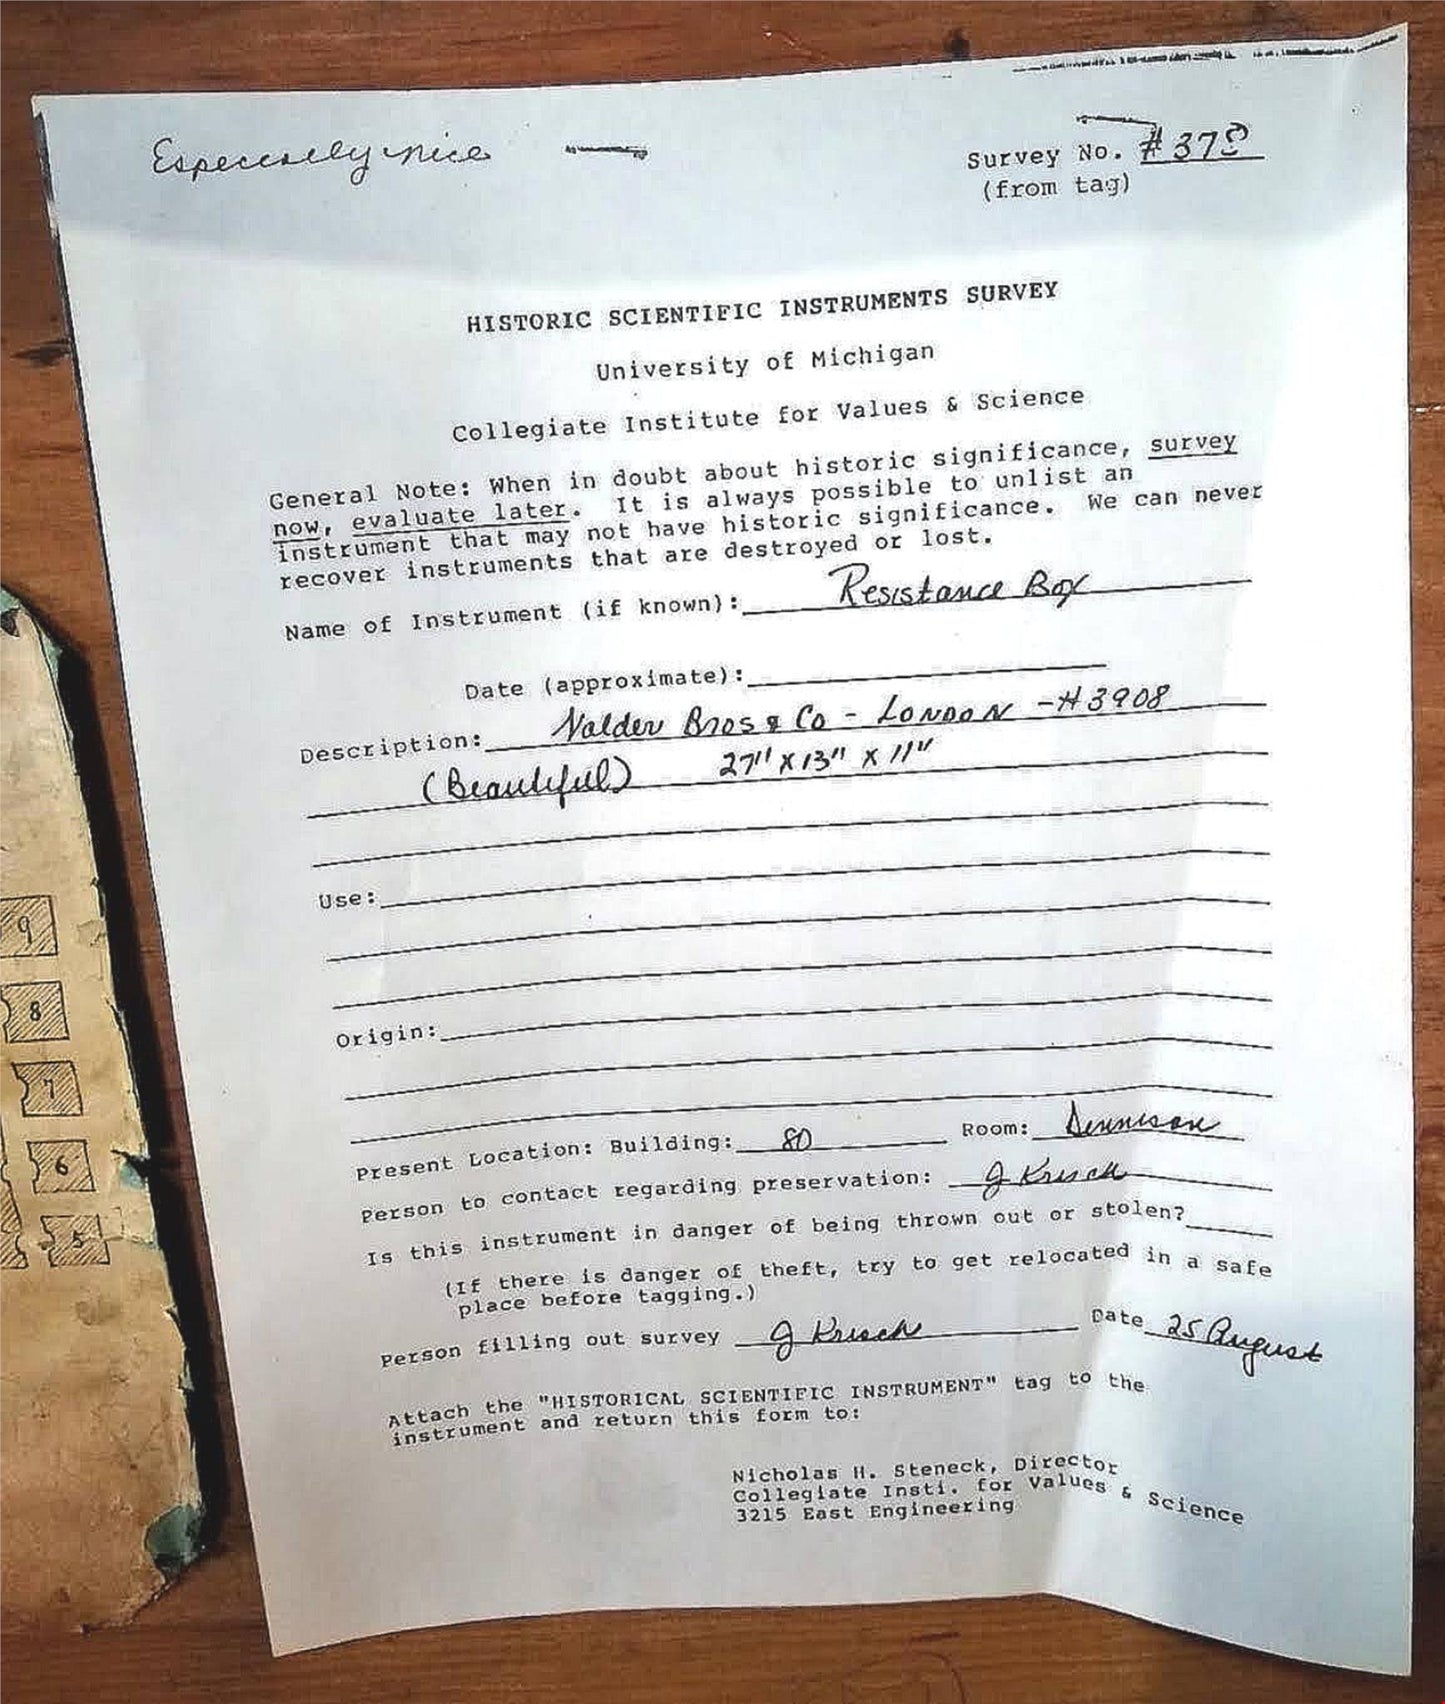 Especially nice
Survey No. #378
(from tag)
HISTORIC SCIENTIFIC INSTRUMENTS SURVEY
University of Michigan
Collegiate Institute for Values & Science
General Note: When in doubt about historic significance, survey
now, evaluate later. It is always possible to unlist an
instrument that may not have historic significance. We can never
recover instruments that are destroyed or lost.
Name of Instrument (if known): Resistance Box
Date (approximate):
Description: Nalder Bros & Co - LONDON - #3908
(Beautiful) 27" x 13" x 11"
Use:
Origin:
Present Location: Building: 80 Room: Dennison
Person to contact regarding preservation: J Krisch
Is this instrument in danger of being thrown out or stolen?
(If there is danger of theft, try to get relocated in a safe
place before tagging.)
Person filling out survey J Krisch Date 25 August
Attach the "HISTORICAL SCIENTIFIC INSTRUMENT" tag to the
instrument and return this form to:
Nicholas H. Steneck, Director
Collegiate Insti. for Values & Science
3215 East Engineering
9
8
7
6
5